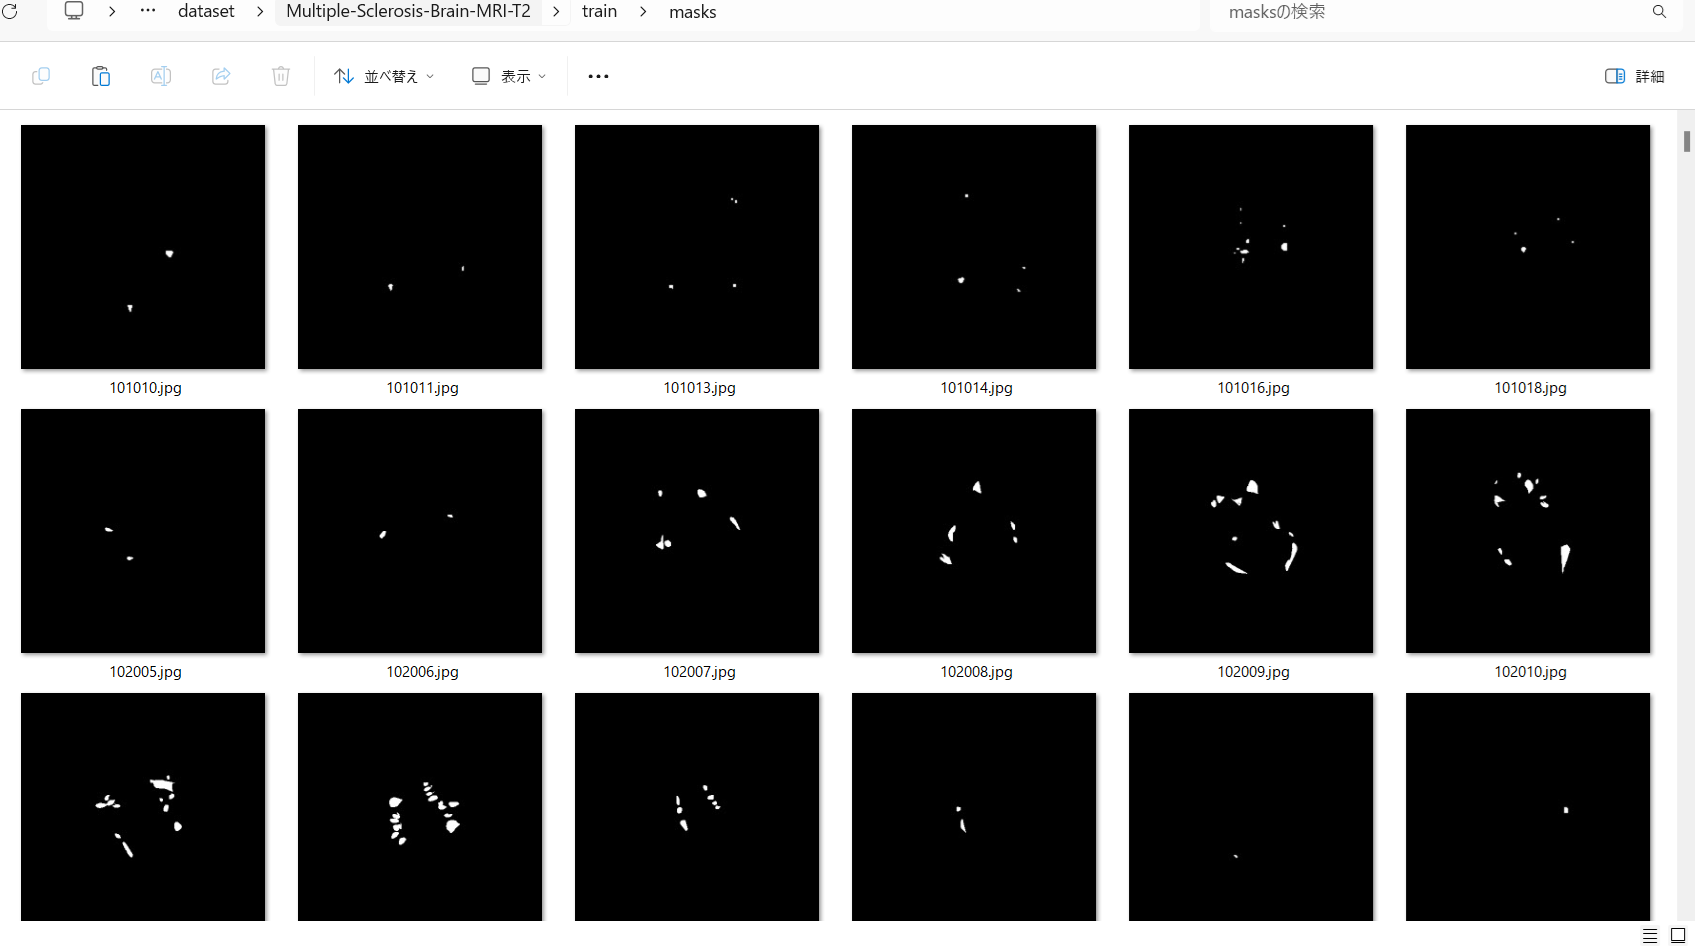 … dataset Multiple-Sclerosis-Brain-MRI-T2 train masks masksの検索
並べ替え 表示 詳細
101010.jpg 101011.jpg 101013.jpg 101014.jpg 101016.jpg 101018.jpg
102005.jpg 102006.jpg 102007.jpg 102008.jpg 102009.jpg 102010.jpg